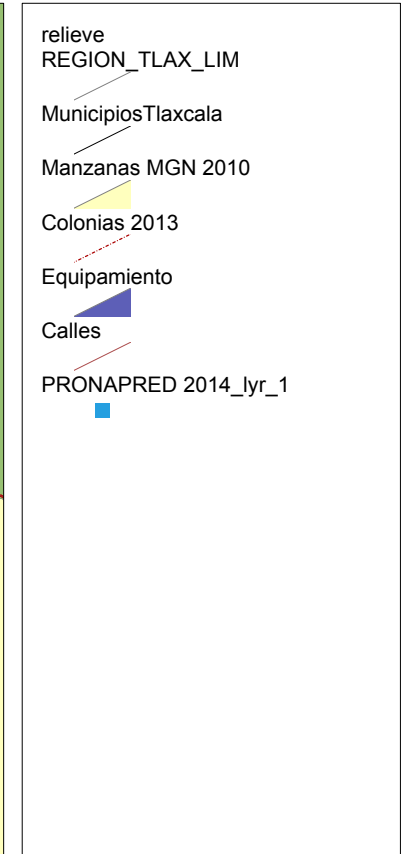 relieve
REGION_TLAX_LIM
MunicipiosTlaxcala
Manzanas MGN 2010
Colonias 2013
Equipamiento
Calles
PRONAPRED 2014_lyr_1